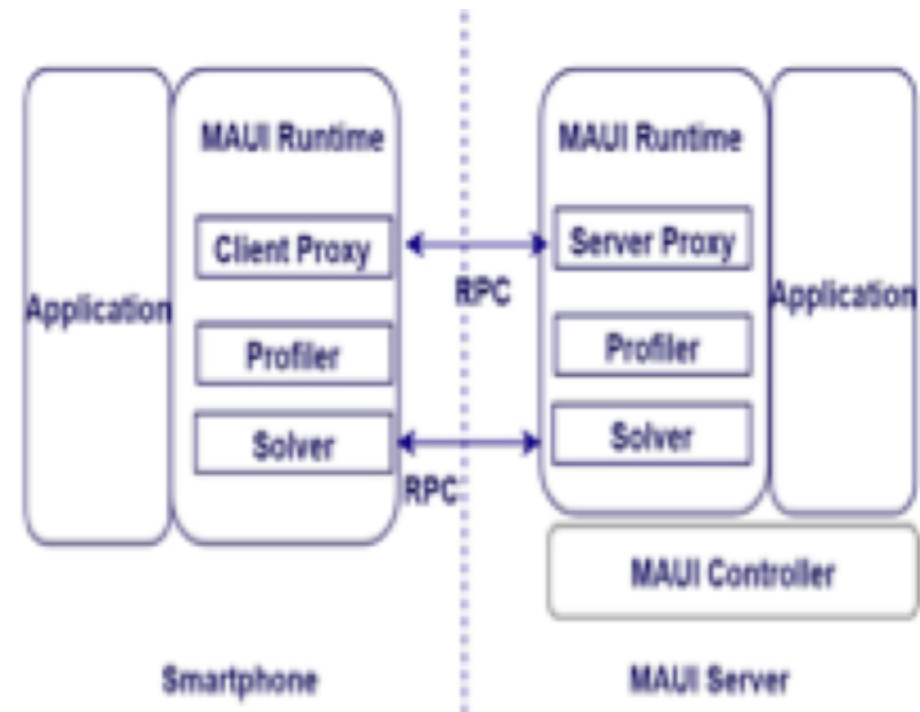 MAUI Runtime
Client Proxy
Application
Profiler
Solver
RPC
RPC
MAUI Runtime
Server Proxy
Application
Profiler
Solver
MAUI Controller
Smartphone
MAUI Server